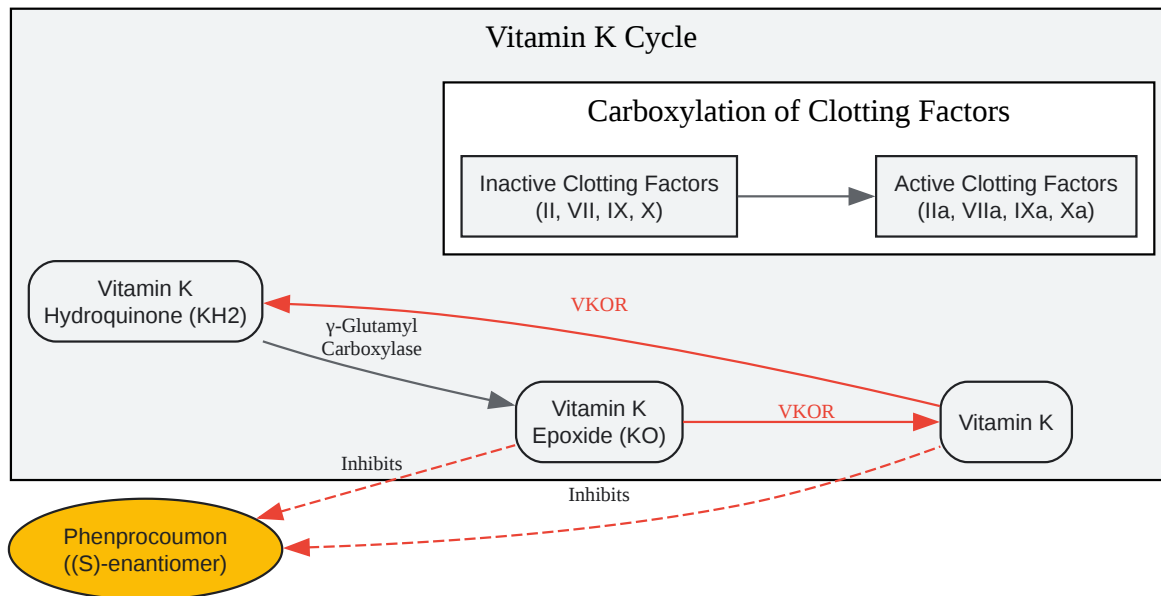 Vitamin K Cycle
Carboxylation of Clotting Factors
Inactive Clotting Factors
(II, VII, IX, X)
Active Clotting Factors
(IIa, VIIa, IXa, Xa)
Vitamin K
Hydroquinone (KH2)
VKOR
γ-Glutamyl
Carboxylase
Vitamin K
Epoxide (KO)
VKOR
Vitamin K
Inhibits
Inhibits
Phenprocoumon
((S)-enantiomer)